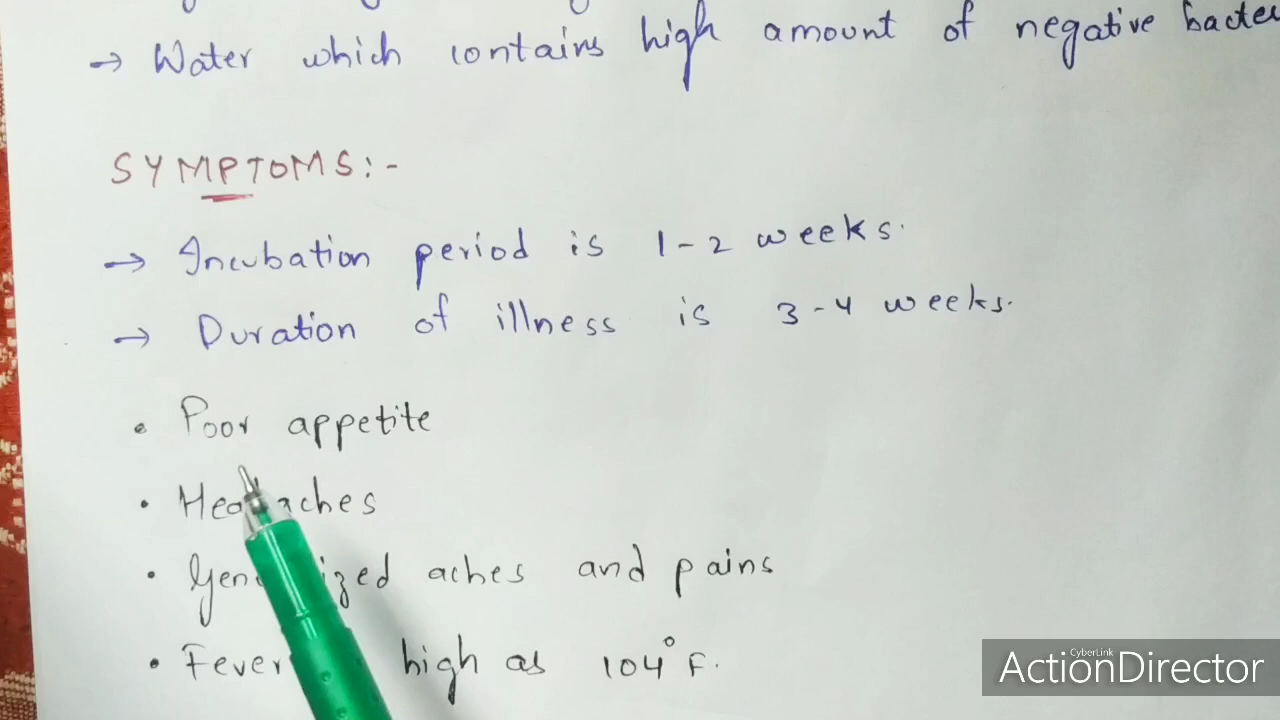 → Water which contains high amount of negative
SYMPTOMS:-
→ Incubation period is 1-2 weeks.
→ Duration of illness is 3-4 weeks.
• Poor appetite
• Headaches
• Generalized aches and pains
• Fever high as 104°F.
CyberLink
ActionDirector